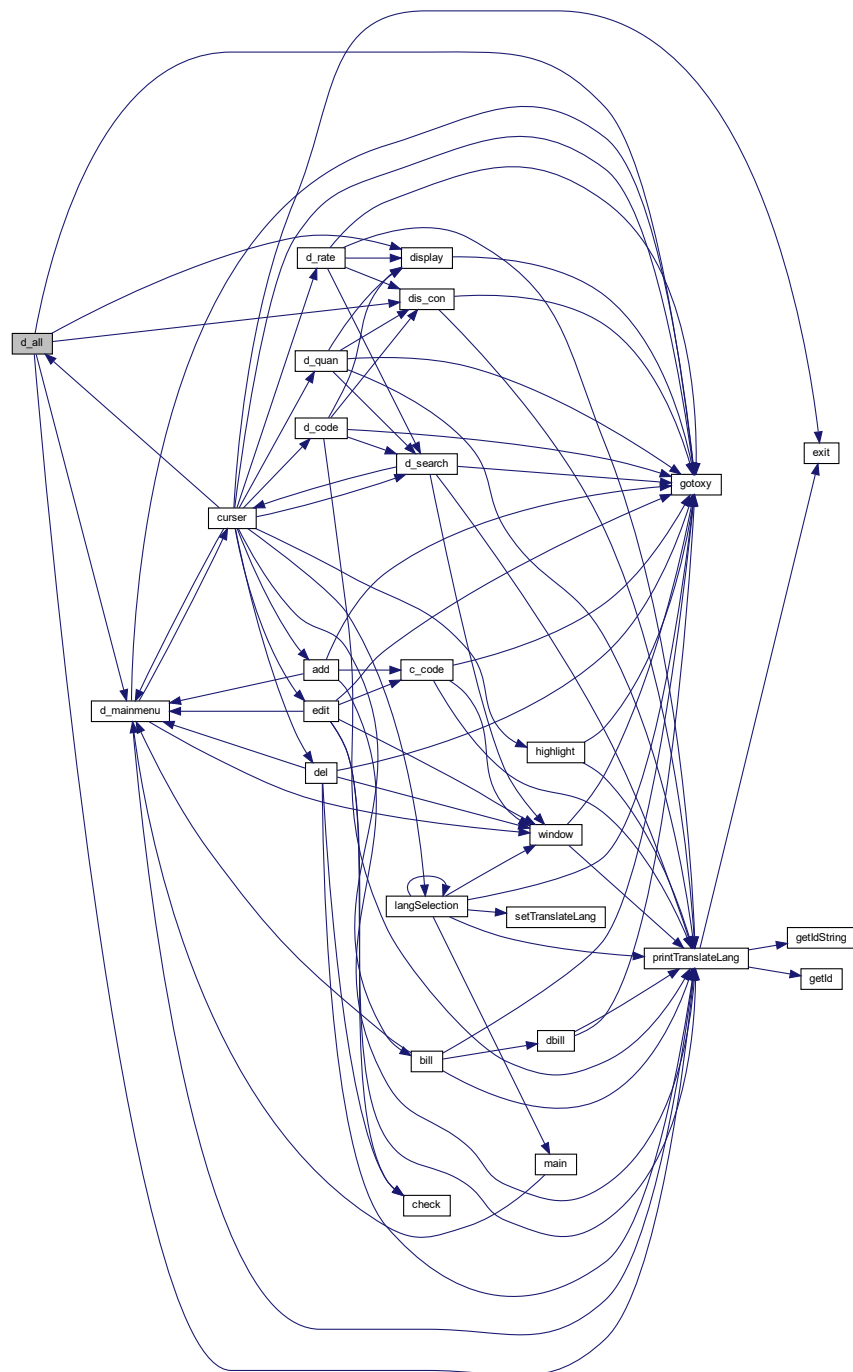 d_rate
display
dis_con
d_all
d_quan
d_code
exit
d_search
gotoxy
curser
add
c_code
d_mainmenu
edit
highlight
del
window
langSelection
setTranslateLang
getIdString
printTranslateLang
getId
dbill
bill
main
check